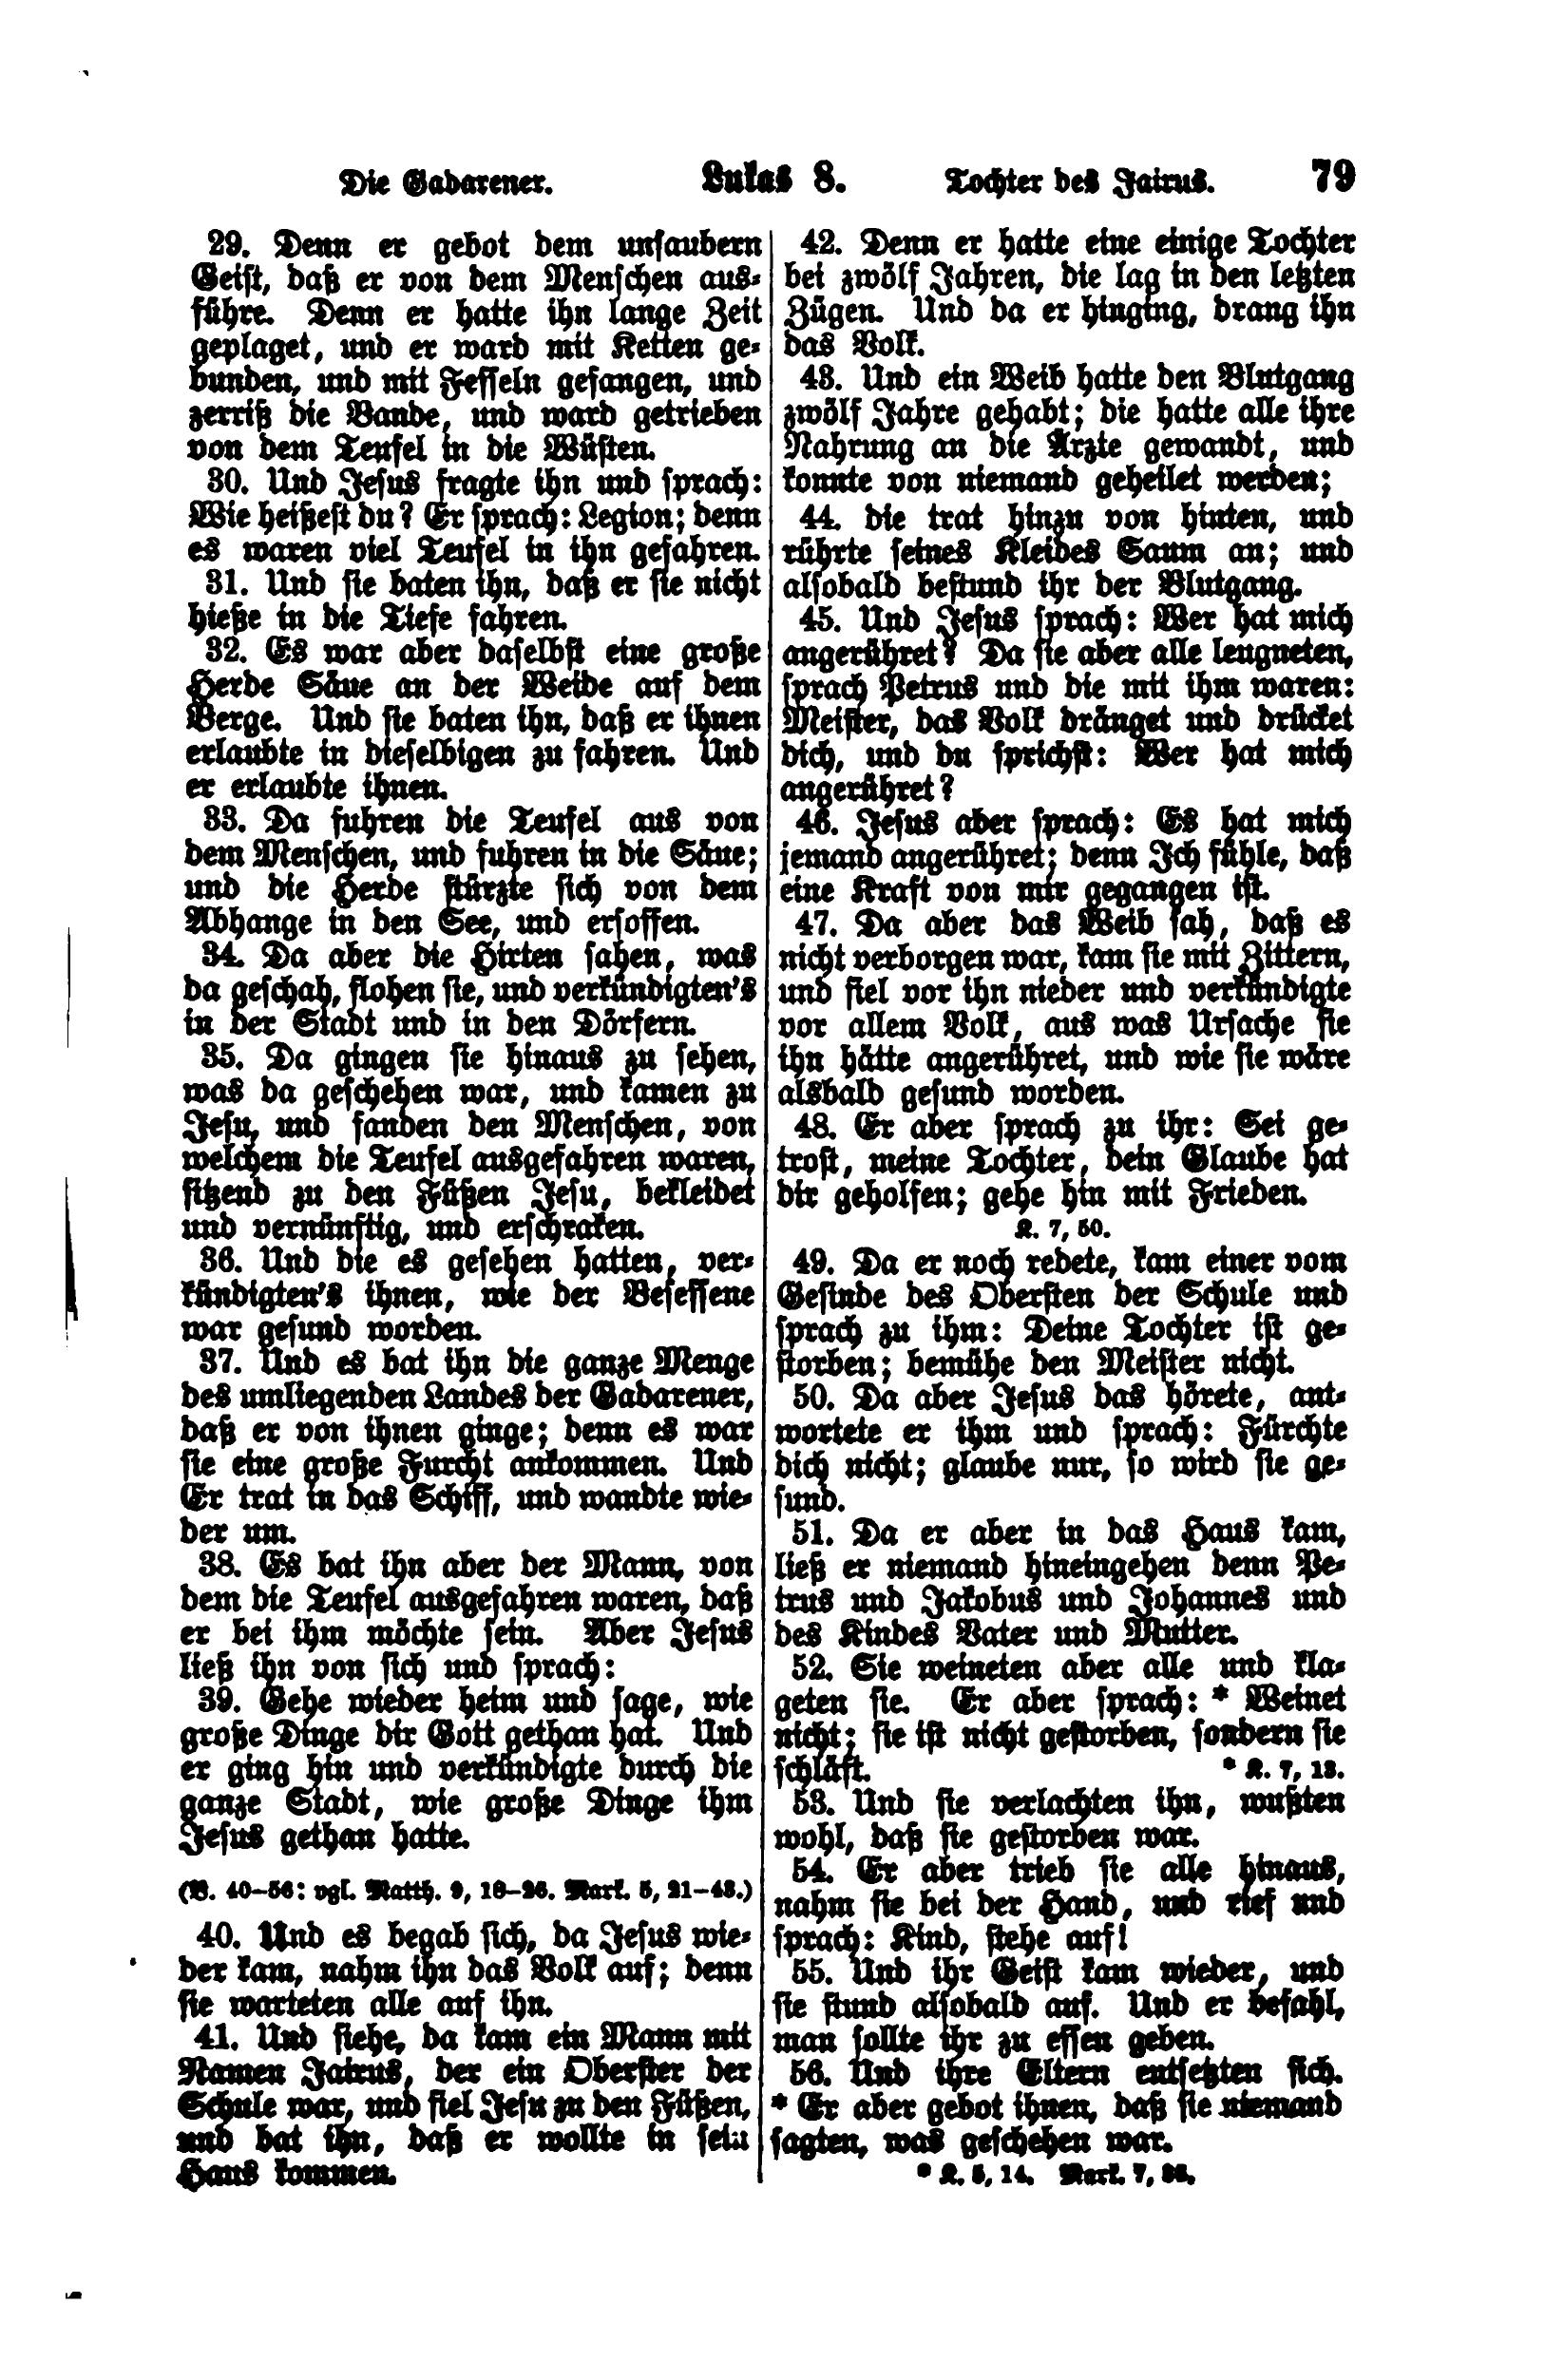 Die Gadarener. Lukas 8. Tochter des Jairus. 79
29. Denn er gebot dem unsaubern
Geist, daß er von dem Menschen aus-
führe. Denn er hatte ihn lange Zeit
geplaget, und er ward mit Ketten ge-
bunden, und mit Fesseln gefangen, und
zerriß die Bande, und ward getrieben
von dem Teufel in die Wüsten.
30. Und Jesus fragte ihn und sprach:
Wie heißest du? Er sprach: Legion; denn
es waren viel Teufel in ihn gefahren.
31. Und sie baten ihn, daß er sie nicht
hieße in die Tiefe fahren.
32. Es war aber daselbst eine große
Herde Säue an der Weide auf dem
Berge. Und sie baten ihn, daß er ihnen
erlaubte in dieselbigen zu fahren. Und
er erlaubte ihnen.
33. Da fuhren die Teufel aus von
dem Menschen, und fuhren in die Säue;
und die Herde stürzte sich von dem
Abhange in den See, und ersoffen.
34. Da aber die Hirten sahen, was
da geschah, flohen sie, und verkündigten's
in der Stadt und in den Dörfern.
35. Da gingen sie hinaus zu sehen,
was da geschehen war, und kamen zu
Jesu, und fanden den Menschen, von
welchem die Teufel ausgefahren waren,
sitzend zu den Füßen Jesu, bekleidet
und vernünftig, und erschraken.
36. Und die es gesehen hatten, ver-
kündigten's ihnen, wie der Besessene
war gesund worden.
37. Und es bat ihn die ganze Menge
des umliegenden Landes der Gadarener,
daß er von ihnen ginge; denn es war
sie eine große Furcht ankommen. Und
Er trat in das Schiff, und wandte wie-
der um.
38. Es bat ihn aber der Mann, von
dem die Teufel ausgefahren waren, daß
er bei ihm möchte sein. Aber Jesus
ließ ihn von sich und sprach:
39. Gehe wieder heim und sage, wie
große Dinge dir Gott gethan hat. Und
er ging hin und verkündigte durch die
ganze Stadt, wie große Dinge ihm
Jesus gethan hatte.
(V. 40–56: vgl. Matth. 9, 18–26. Mark. 5, 21–43.)
40. Und es begab sich, da Jesus wie-
der kam, nahm ihn das Volk auf; denn
sie warteten alle auf ihn.
41. Und siehe, da kam ein Mann mit
Namen Jairus, der ein Oberster der
Schule war, und fiel Jesu zu den Füßen,
und bat ihn, daß er wollte in sein
Haus kommen.
42. Denn er hatte eine einige Tochter
bei zwölf Jahren, die lag in den letzten
Zügen. Und da er hinging, drang ihn
das Volk.
43. Und ein Weib hatte den Blutgang
zwölf Jahre gehabt; die hatte alle ihre
Nahrung an die Ärzte gewandt, und
konnte von niemand geheilet werden;
44. die trat hinzu von hinten, und
rührte seines Kleides Saum an; und
alsobald bestund ihr der Blutgang.
45. Und Jesus sprach: Wer hat mich
angerühret? Da sie aber alle leugneten,
sprach Petrus und die mit ihm waren:
Meister, das Volk dränget und drücket
dich, und du sprichst: Wer hat mich
angerühret?
46. Jesus aber sprach: Es hat mich
jemand angerühret; denn Ich fühle, daß
eine Kraft von mir gegangen ist.
47. Da aber das Weib sah, daß es
nicht verborgen war, kam sie mit Zittern,
und fiel vor ihn nieder und verkündigte
vor allem Volk, aus was Ursache sie
ihn hätte angerühret, und wie sie wäre
alsbald gesund worden.
48. Er aber sprach zu ihr: Sei ge-
trost, meine Tochter, dein Glaube hat
dir geholfen; gehe hin mit Frieden.
K. 7, 50.
49. Da er noch redete, kam einer vom
Gesinde des Obersten der Schule und
sprach zu ihm: Deine Tochter ist ge-
storben; bemühe den Meister nicht.
50. Da aber Jesus das hörete, ant-
wortete er ihm und sprach: Fürchte
dich nicht; glaube nur, so wird sie ge-
sund.
51. Da er aber in das Haus kam,
ließ er niemand hineingehen denn Pe-
trus und Jakobus und Johannes und
des Kindes Vater und Mutter.
52. Sie weineten aber alle und kla-
geten sie. Er aber sprach: * Weinet
nicht; sie ist nicht gestorben, sondern sie
schläft. * K. 7, 13.
53. Und sie verlachten ihn, wußten
wohl, daß sie gestorben war.
54. Er aber trieb sie alle hinaus,
nahm sie bei der Hand, und rief und
sprach: Kind, stehe auf!
55. Und ihr Geist kam wieder, und
sie stund alsobald auf. Und er befahl,
man sollte ihr zu essen geben.
56. Und ihre Eltern entsetzten sich.
* Er aber gebot ihnen, daß sie niemand
sagten, was geschehen war.
* K. 5, 14. Mark. 7, 36.